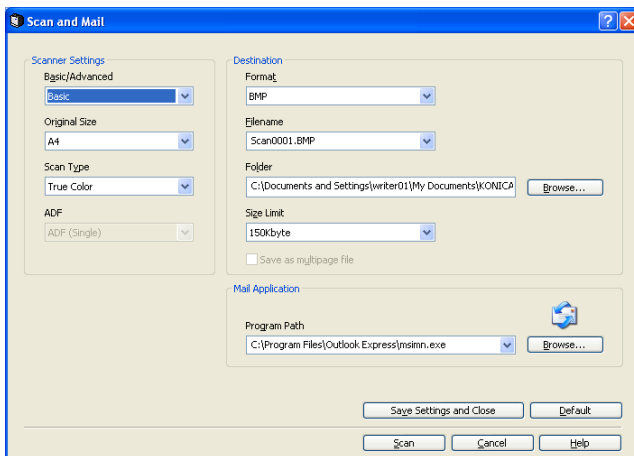 Scan and Mail
Scanner Settings
Basic/Advanced
Basic
Original Size
A4
Scan Type
True Color
ADF
ADF (Single)
Destination
Format
BMP
Filename
Scan0001.BMP
Folder
C:\Documents and Settings\writer01\My Documents\KONICA
Browse...
Size Limit
150Kbyte
Save as multipage file
Mail Application
Program Path
C:\Program Files\Outlook Express\msimn.exe
Browse...
Save Settings and Close
Default
Scan
Cancel
Help